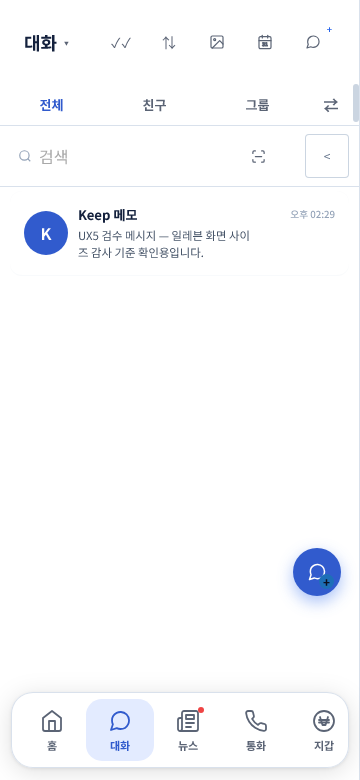 대화
전체
친구
그룹
검색
<
K
Keep 메모
오후 02:29
UX5 검수 메시지 — 일레븐 화면 사이
즈 감사 기준 확인용입니다.
홈
대화
뉴스
통화
지갑